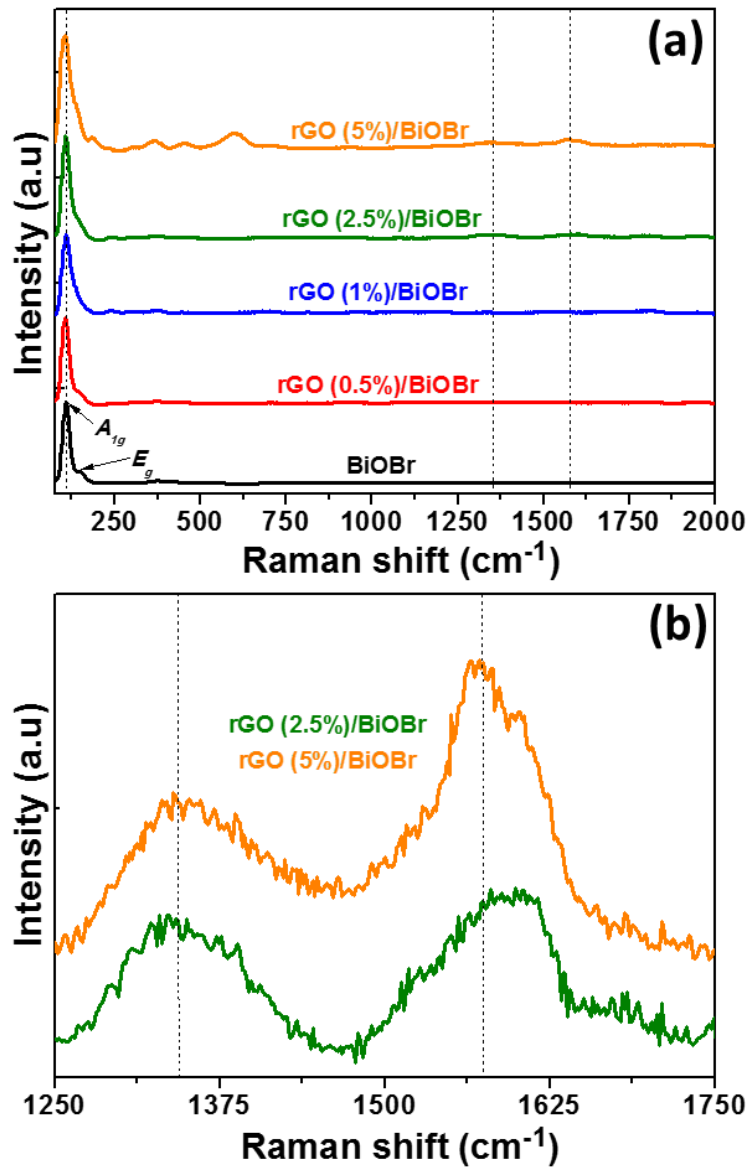 (a)
rGO (5%)/BiOBr
rGO (2.5%)/BiOBr
rGO (1%)/BiOBr
rGO (0.5%)/BiOBr
A1g
Eg
BiOBr
Intensity (a.u)
250 500 750 1000 1250 1500 1750 2000
Raman shift (cm-1)
(b)
rGO (2.5%)/BiOBr
rGO (5%)/BiOBr
Intensity (a.u)
1250 1375 1500 1625 1750
Raman shift (cm-1)